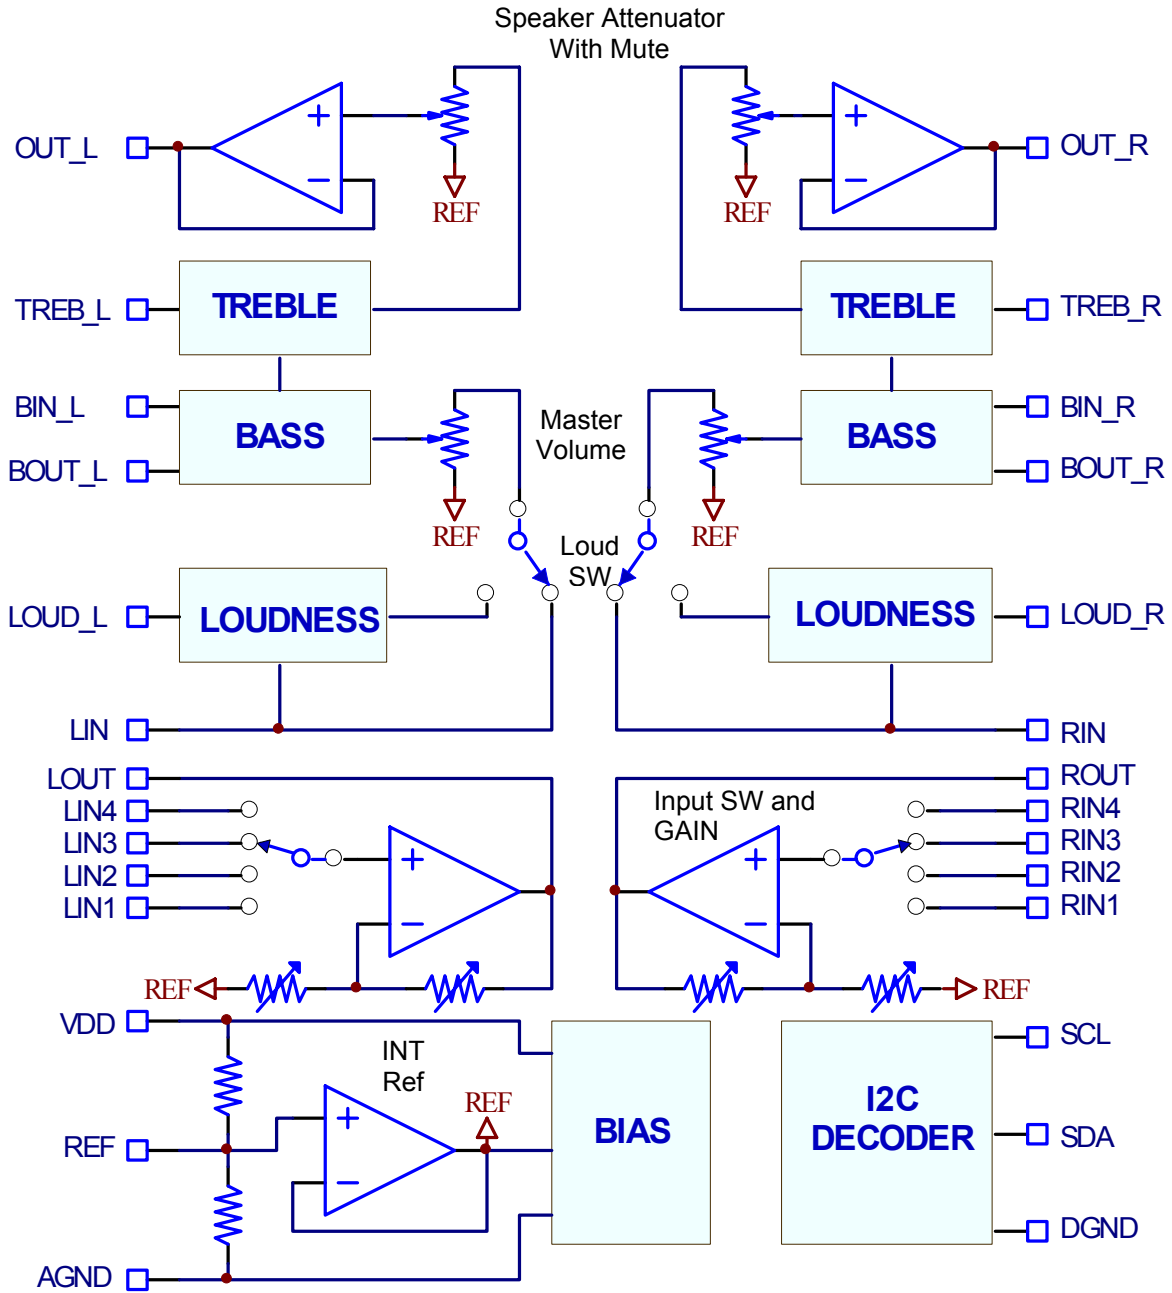 Speaker Attenuator
With Mute
+
+
OUT_L
OUT_R
−
−
REF
REF
TREB_L
TREBLE
TREBLE
TREB_R
BIN_L
BIN_R
Master
Volume
BASS
BASS
BOUT_L
BOUT_R
REF
REF
Loud
SW
LOUD_L
LOUDNESS
LOUDNESS
LOUD_R
LIN
RIN
LOUT
ROUT
Input SW and
GAIN
LIN4
RIN4
LIN3
RIN3
+
+
LIN2
RIN2
LIN1
RIN1
−
−
REF
REF
VDD
SCL
INT
Ref
REF
+
BIAS
I2C
DECODER
REF
SDA
−
DGND
AGND